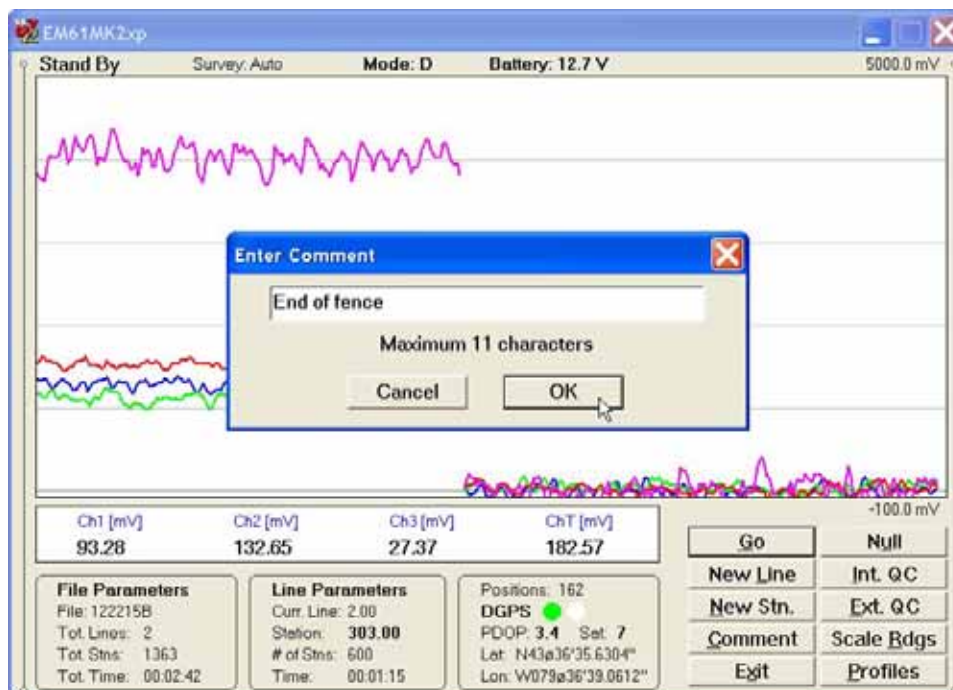 EM61MK2xp
Stand By Survey: Auto Mode: D Battery: 12.7 V 5000.0 mV
Enter Comment
End of fence
Maximum 11 characters
Cancel OK
-100.0 mV
Ch1 [mV] Ch2 [mV] Ch3 [mV] ChT [mV]
93.28 132.65 27.37 182.57
Go Null
New Line Int. QC
New Stn. Ext. QC
Comment Scale Rdgs
Exit Profiles
File Parameters
File: 122215B
Tot. Lines: 2
Tot. Stns: 1363
Tot. Time: 00:02:42
Line Parameters
Curr. Line: 2.00
Station: 303.00
# of Stns: 600
Time: 00:01:15
Positions: 162
DGPS
PDOP: 3.4 Sat: 7
Lat: N43ø36'35.6304"
Lon: W079ø36'39.0612"